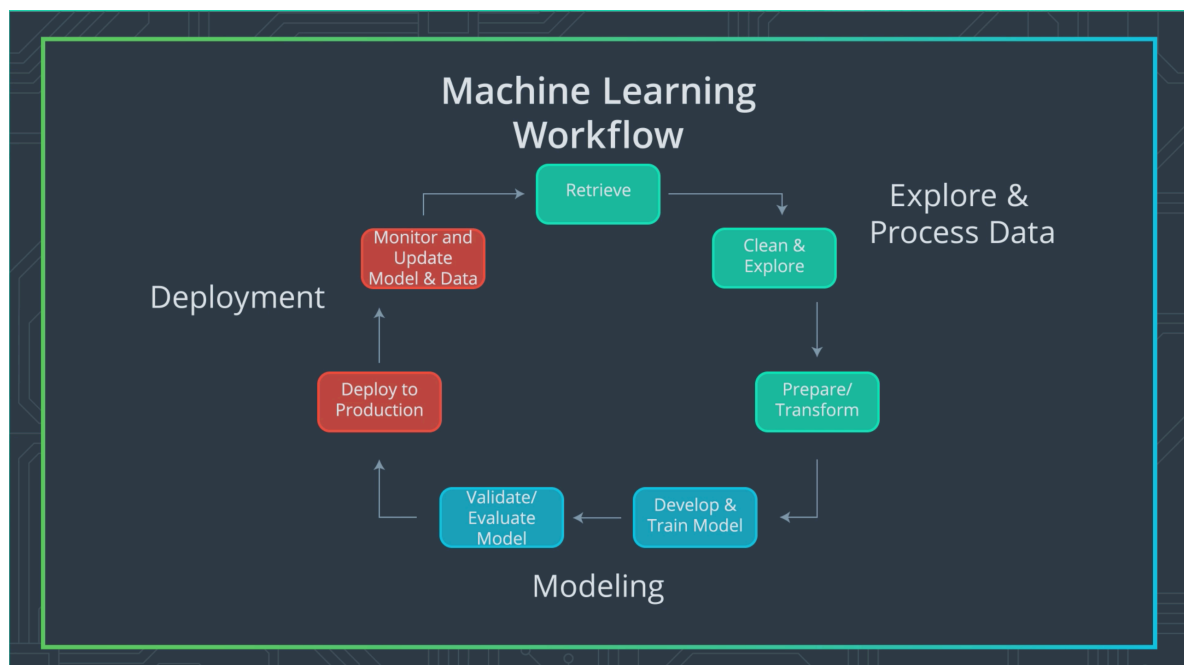 Machine Learning
Workflow
Retrieve
Clean &
Explore
Explore &
Process Data
Prepare/
Transform
Develop &
Train Model
Validate/
Evaluate
Model
Modeling
Deploy to
Production
Monitor and
Update
Model & Data
Deployment